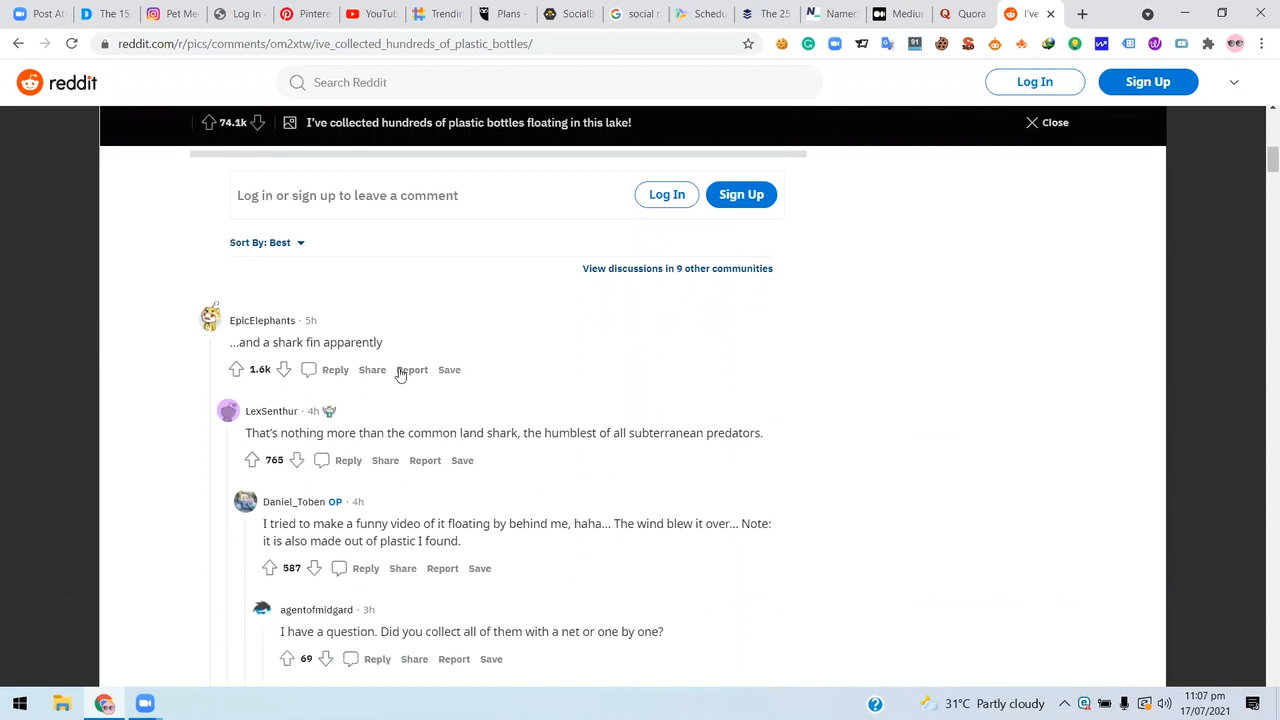 Post At
The 15
Pet Me
Log In
Pinteres
YouTub
Trendin
Plans
SocialB
social r
Schedu
The 25
Namec
Mediu
Quora
I've
reddit.com/r/pics/comments/om2xtw/ive_collected_hundreds_of_plastic_bottles/
91
reddit
Search Reddit
Log In
Sign Up
74.1k
I've collected hundreds of plastic bottles floating in this lake!
Close
Log in or sign up to leave a comment
Log In
Sign Up
Sort By: Best
View discussions in 9 other communities
EpicElephants · 5h
...and a shark fin apparently
1.6k Reply Share Report Save
LexSenthur · 4h
That's nothing more than the common land shark, the humblest of all subterranean predators.
765 Reply Share Report Save
Daniel_Toben OP · 4h
I tried to make a funny video of it floating by behind me, haha... The wind blew it over... Note:
it is also made out of plastic I found.
587 Reply Share Report Save
agentofmidgard · 3h
I have a question. Did you collect all of them with a net or one by one?
69 Reply Share Report Save
31°C Partly cloudy
11:07 pm
17/07/2021